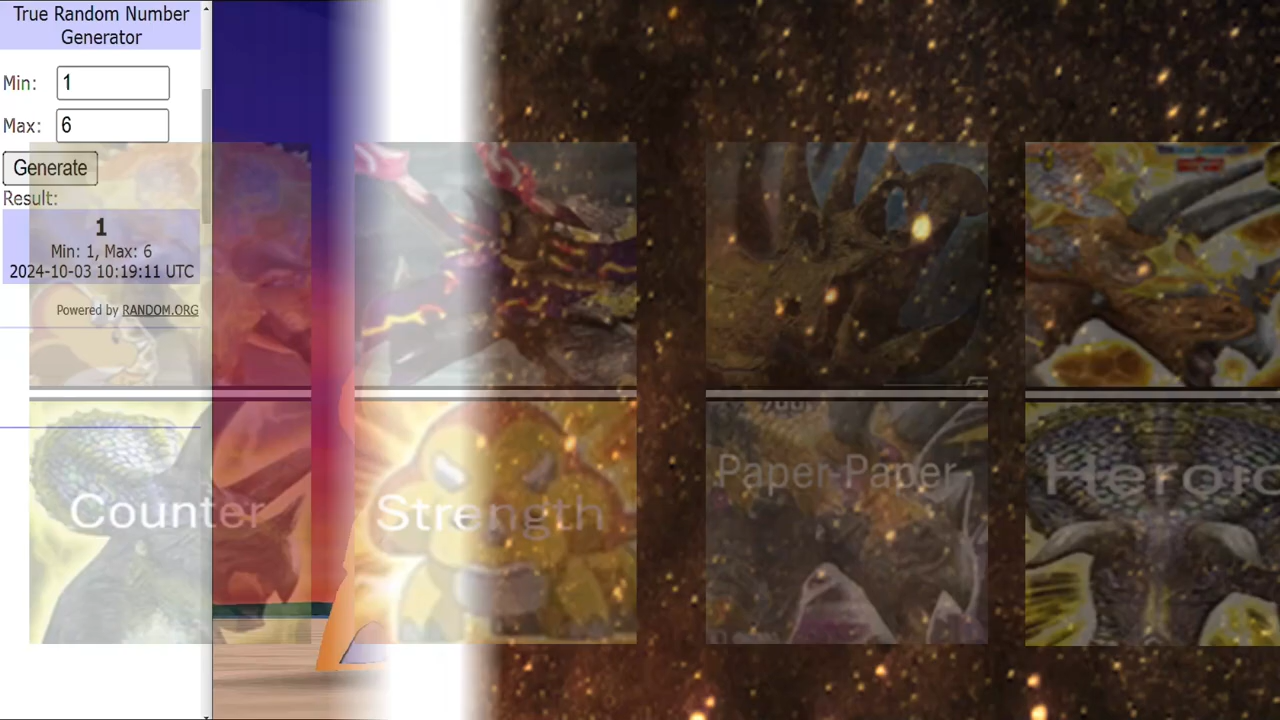 True Random Number
Generator
Min: 1
Max: 6
Generate
Result:
1
Min: 1, Max: 6
2024-10-03 10:19:11 UTC
Powered by RANDOM.ORG
Counter
Strength
Paper-Paper
Heroic